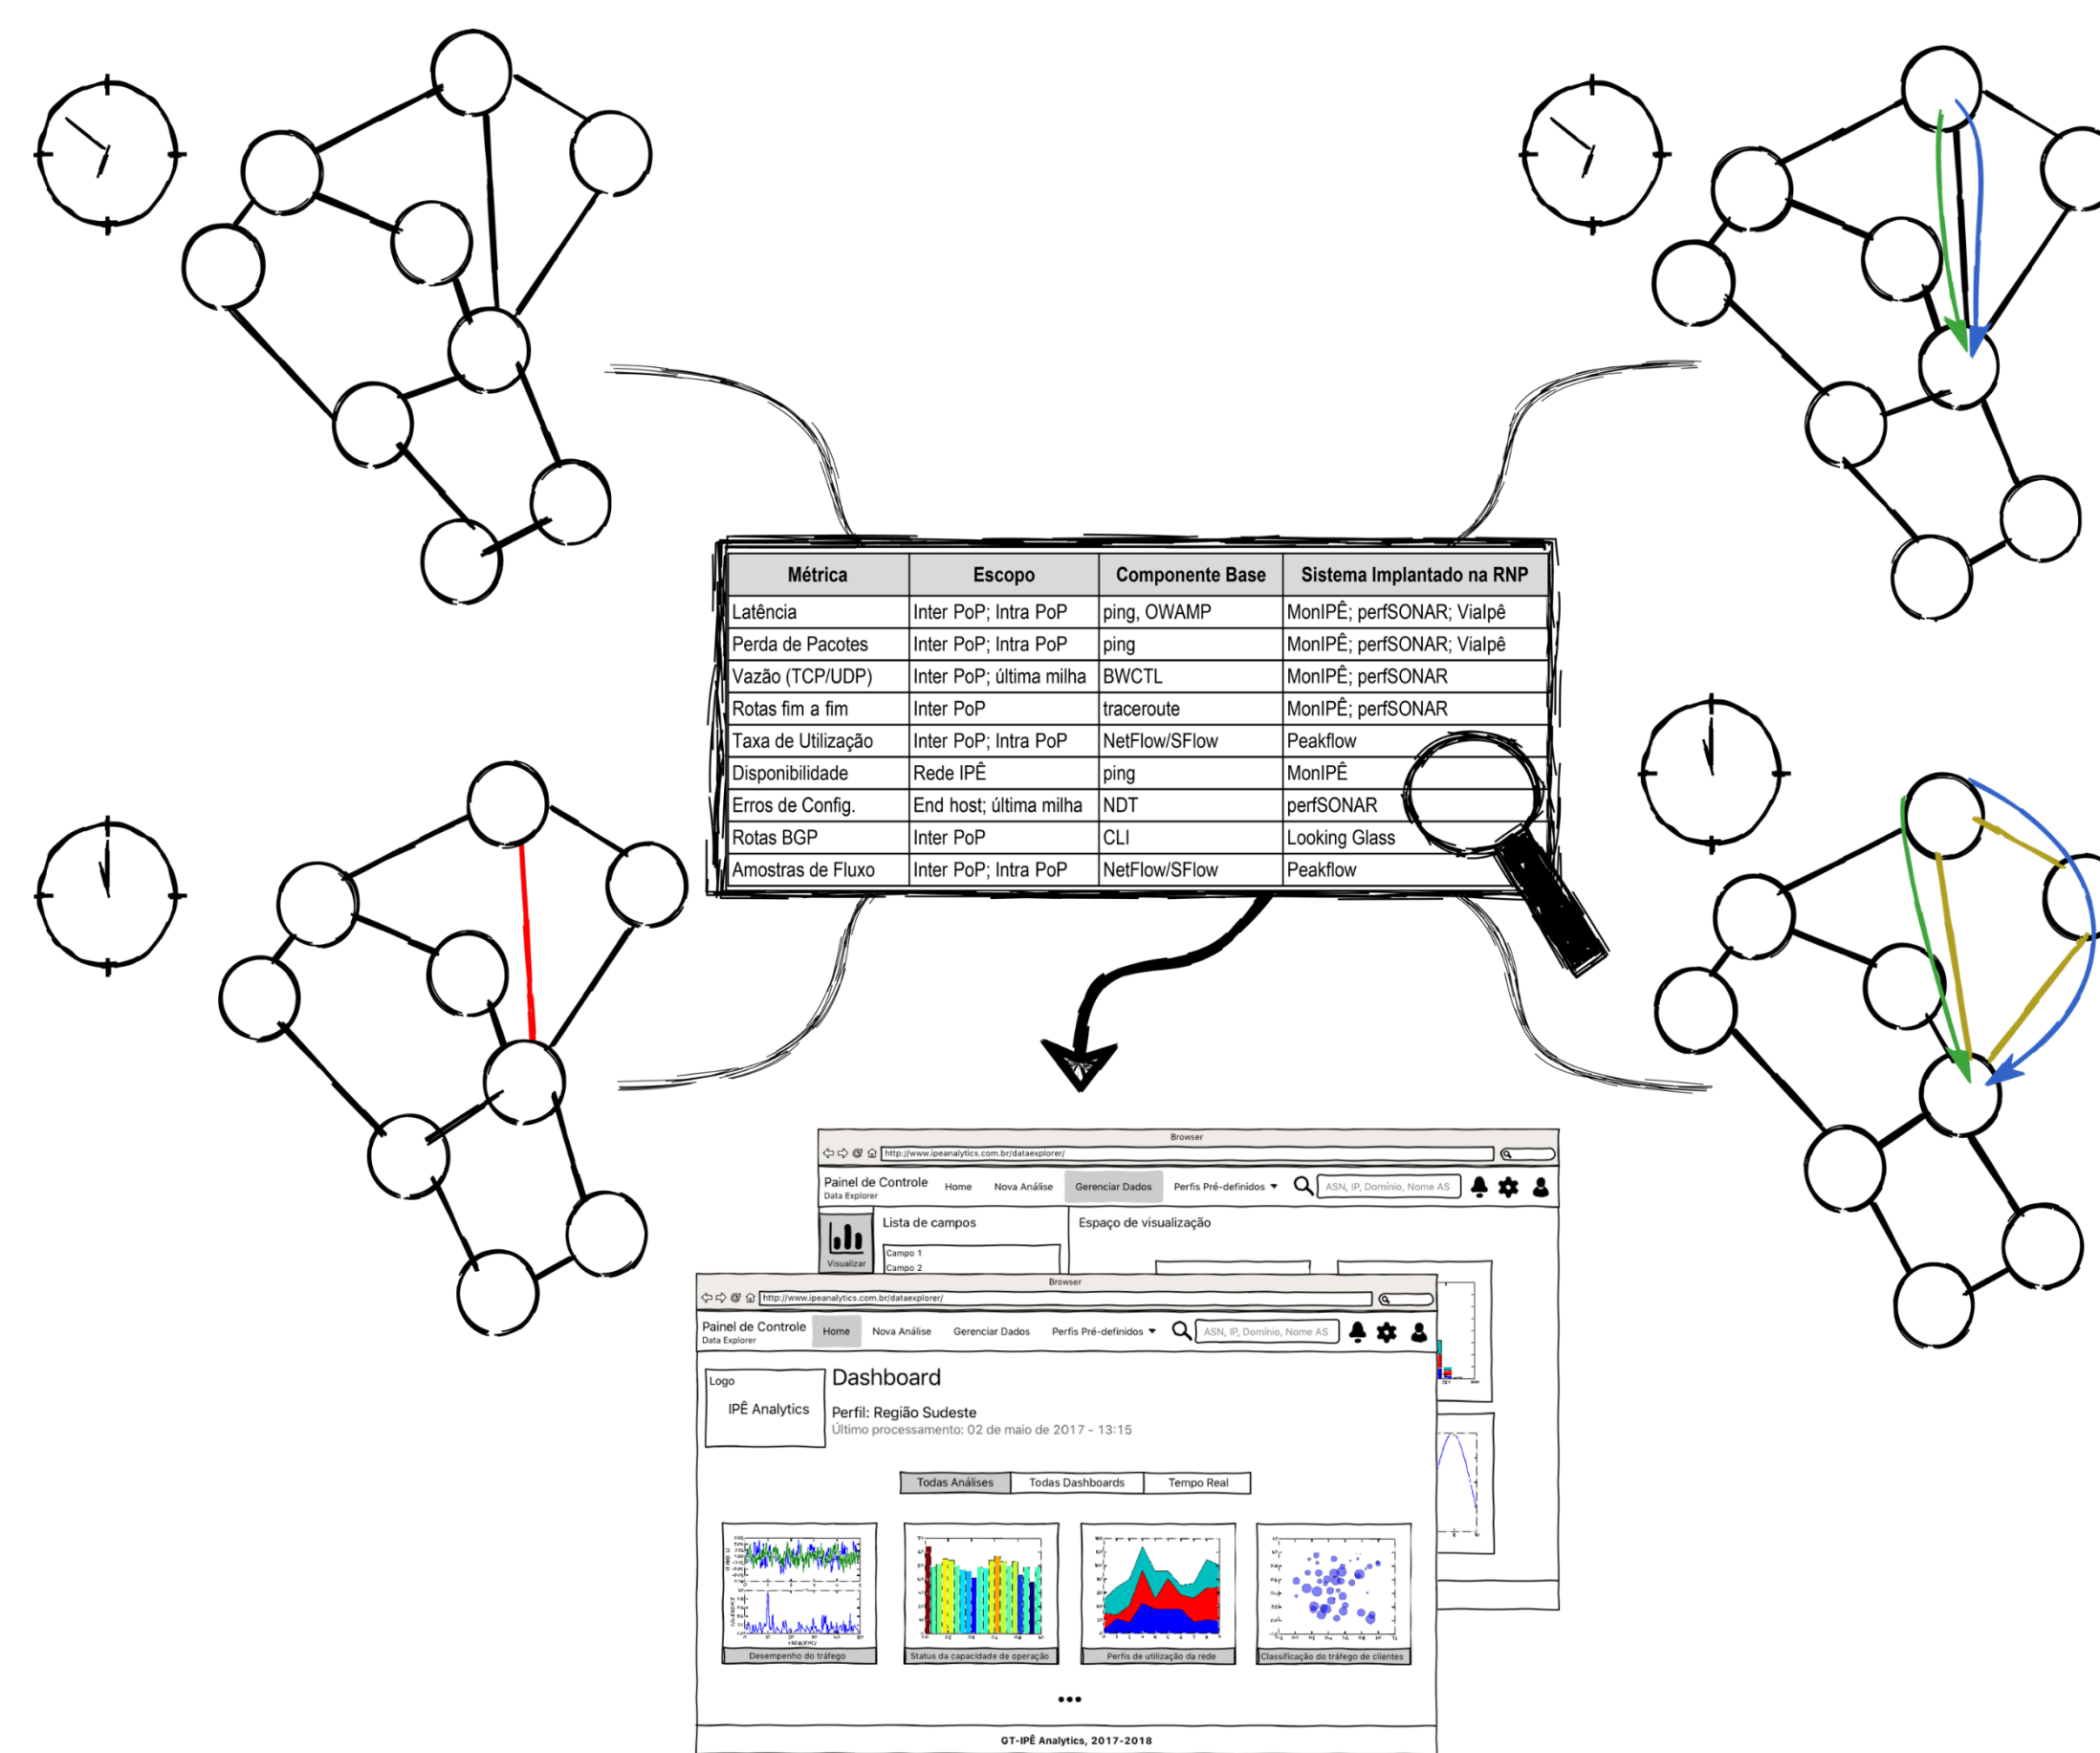 Métrica Escopo Componente Base Sistema Implantado na RNP
Latência Inter PoP; Intra PoP ping, OWAMP MonIPÊ; perfSONAR; ViaIpê
Perda de Pacotes Inter PoP; Intra PoP ping MonIPÊ; perfSONAR; ViaIpê
Vazão (TCP/UDP) Inter PoP; última milha BWCTL MonIPÊ; perfSONAR
Rotas fim a fim Inter PoP traceroute MonIPÊ; perfSONAR
Taxa de Utilização Inter PoP; Intra PoP NetFlow/SFlow Peakflow
Disponibilidade Rede IPÊ ping MonIPÊ
Erros de Config. End host; última milha NDT perfSONAR
Rotas BGP Inter PoP CLI Looking Glass
Amostras de Fluxo Inter PoP; Intra PoP NetFlow/SFlow Peakflow
Browser
http://www.ipeanalytics.com.br/dataexplorer/
Painel de Controle Home Nova Análise Gerenciar Dados Perfis Pré-definidos ASN, IP, Domínio, Nome AS
Data Explorer
Lista de campos Espaço de visualização
Campo 1
Visualizar Campo 2
Browser
http://www.ipeanalytics.com.br/dataexplorer/
Painel de Controle Home Nova Análise Gerenciar Dados Perfis Pré-definidos ASN, IP, Domínio, Nome AS
Data Explorer
Logo
IPÊ Analytics
Dashboard
Perfil: Região Sudeste
Último processamento: 02 de maio de 2017 - 13:15
Todas Análises Todas Dashboards Tempo Real
Desempenho do tráfego Status da capacidade de operação Perfis de utilização da rede Classificação do tráfego de clientes
•••
GT-IPÊ Analytics, 2017-2018